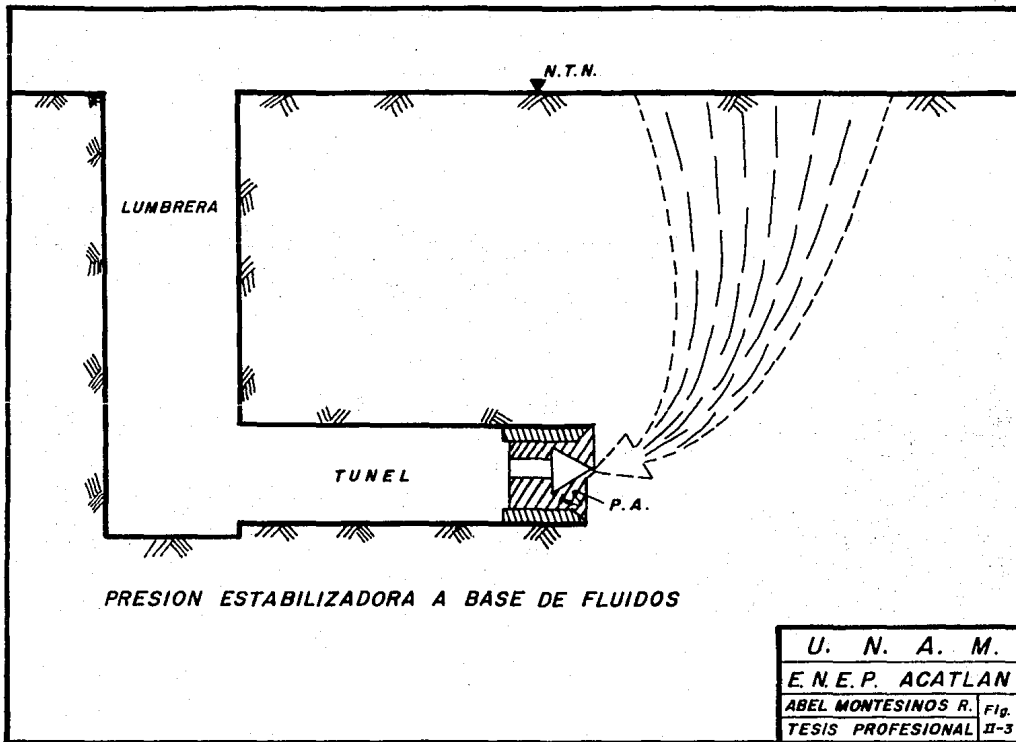 N.T.N.
LUMBRERA
TUNEL
P.A.
PRESION ESTABILIZADORA A BASE DE FLUIDOS
U. N. A. M.
E.N.E.P. ACATLAN
ABEL MONTESINOS R.
TESIS PROFESIONAL
Fig.
II-3